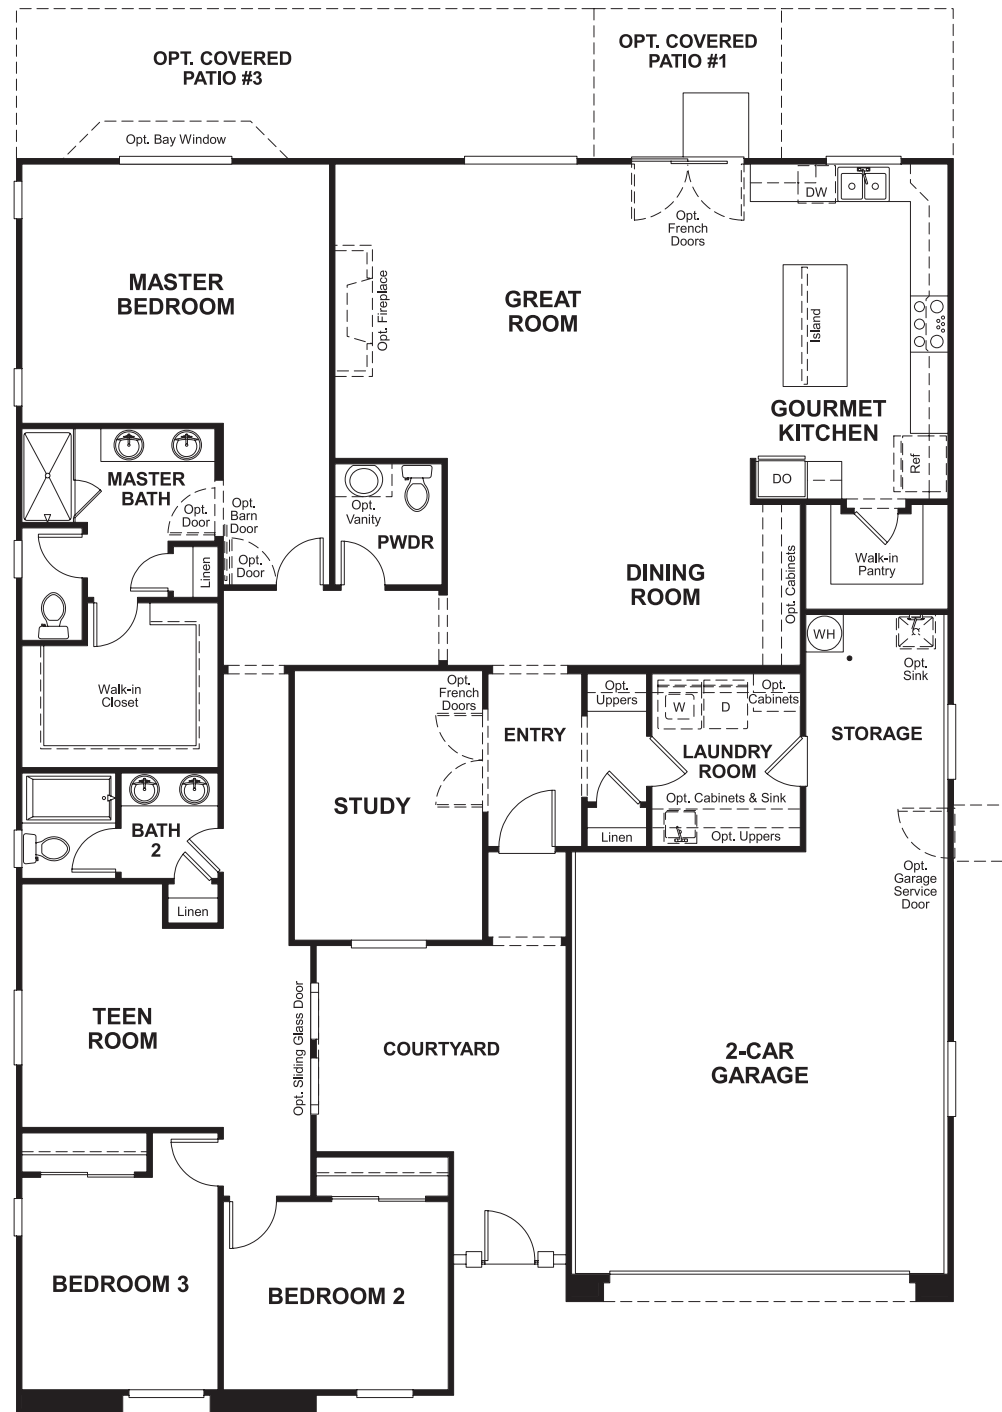 OPT. COVERED
PATIO #3
OPT. COVERED
PATIO #1
Opt. Bay Window
DW
Opt.
French
Doors
MASTER
BEDROOM
Opt. Fireplace
GREAT
ROOM
Island
GOURMET
KITCHEN
Ref
DO
MASTER
BATH
Opt.
Door
Opt.
Barn
Door
Opt.
Door
Linen
Opt.
Vanity
PWDR
DINING
ROOM
Opt. Cabinets
Walk-in
Pantry
WH
Opt.
Sink
Walk-in
Closet
Opt.
French
Doors
ENTRY
Opt.
Uppers
W
D
Opt.
Cabinets
LAUNDRY
ROOM
STORAGE
Opt. Cabinets & Sink
Opt. Uppers
Linen
STUDY
BATH
2
Linen
Opt.
Garage
Service
Door
TEEN
ROOM
Opt. Sliding Glass Door
COURTYARD
2-CAR
GARAGE
BEDROOM 3
BEDROOM 2